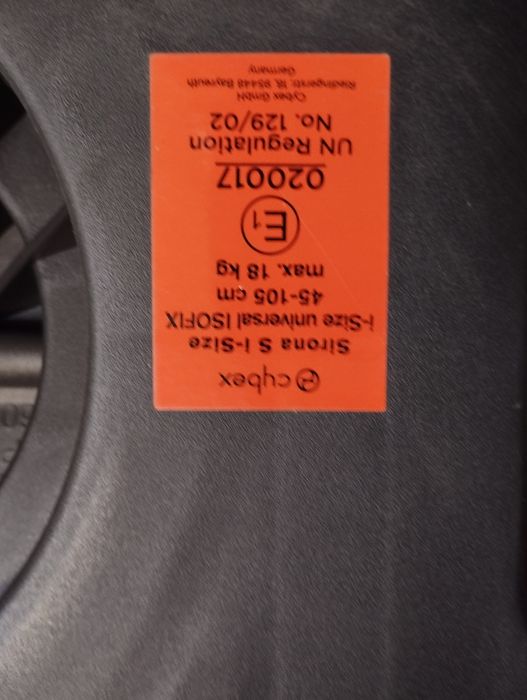 cybex
Sirona S i-Size
i-Size universal ISOFIX
45-105 cm
max. 18 kg
E1
020017
UN Regulation
No. 129/02
Cybex GmbH
Riedingerstr. 18, 95448 Bayreuth
Germany